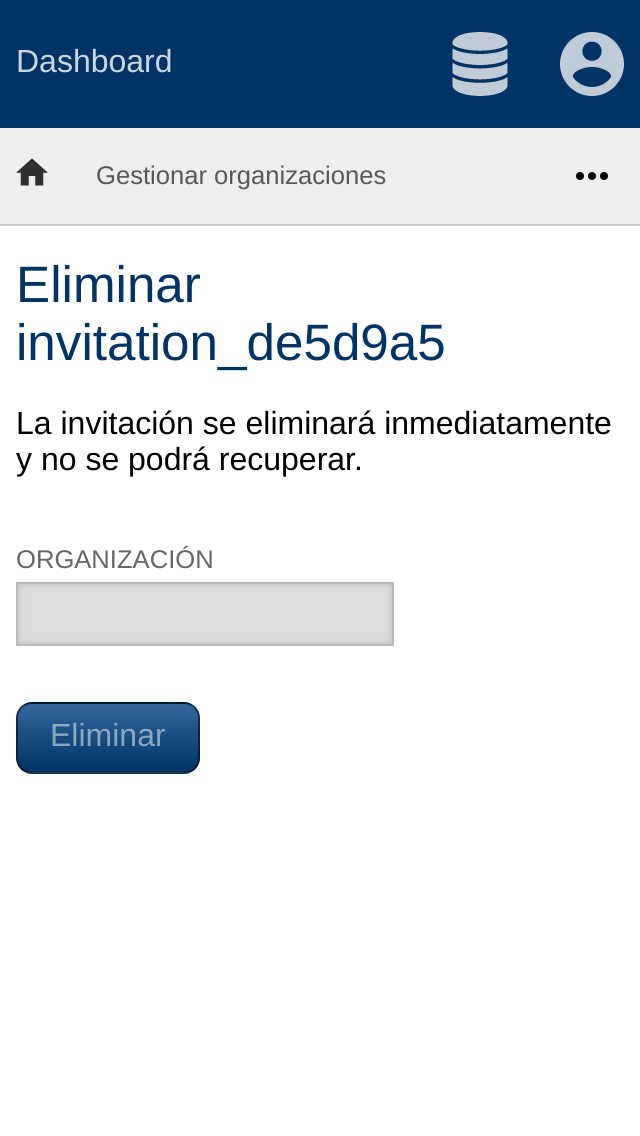 Dashboard
Gestionar organizaciones
Eliminar
invitation_de5d9a5
La invitación se eliminará inmediatamente
y no se podrá recuperar.
ORGANIZACIÓN
Eliminar